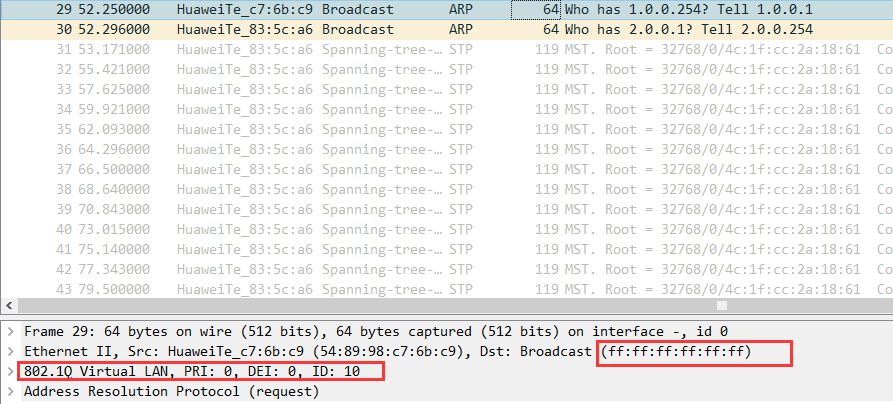 29 52.250000 HuaweiTe_c7:6b:c9 Broadcast ARP 64 Who has 1.0.0.254? Tell 1.0.0.1
30 52.296000 HuaweiTe_83:5c:a6 Broadcast ARP 64 Who has 2.0.0.1? Tell 2.0.0.254
31 53.171000 HuaweiTe_83:5c:a6 Spanning-tree-… STP 119 MST. Root = 32768/0/4c:1f:cc:2a:18:61 Co
32 55.421000 HuaweiTe_83:5c:a6 Spanning-tree-… STP 119 MST. Root = 32768/0/4c:1f:cc:2a:18:61 Co
33 57.625000 HuaweiTe_83:5c:a6 Spanning-tree-… STP 119 MST. Root = 32768/0/4c:1f:cc:2a:18:61 Co
34 59.921000 HuaweiTe_83:5c:a6 Spanning-tree-… STP 119 MST. Root = 32768/0/4c:1f:cc:2a:18:61 Co
35 62.093000 HuaweiTe_83:5c:a6 Spanning-tree-… STP 119 MST. Root = 32768/0/4c:1f:cc:2a:18:61 Co
36 64.296000 HuaweiTe_83:5c:a6 Spanning-tree-… STP 119 MST. Root = 32768/0/4c:1f:cc:2a:18:61 Co
37 66.500000 HuaweiTe_83:5c:a6 Spanning-tree-… STP 119 MST. Root = 32768/0/4c:1f:cc:2a:18:61 Co
38 68.640000 HuaweiTe_83:5c:a6 Spanning-tree-… STP 119 MST. Root = 32768/0/4c:1f:cc:2a:18:61 Co
39 70.843000 HuaweiTe_83:5c:a6 Spanning-tree-… STP 119 MST. Root = 32768/0/4c:1f:cc:2a:18:61 Co
40 73.015000 HuaweiTe_83:5c:a6 Spanning-tree-… STP 119 MST. Root = 32768/0/4c:1f:cc:2a:18:61 Co
41 75.140000 HuaweiTe_83:5c:a6 Spanning-tree-… STP 119 MST. Root = 32768/0/4c:1f:cc:2a:18:61 Co
42 77.343000 HuaweiTe_83:5c:a6 Spanning-tree-… STP 119 MST. Root = 32768/0/4c:1f:cc:2a:18:61 Co
43 79.500000 HuaweiTe_83:5c:a6 Spanning-tree-… STP 119 MST. Root = 32768/0/4c:1f:cc:2a:18:61 Co
Frame 29: 64 bytes on wire (512 bits), 64 bytes captured (512 bits) on interface -, id 0
Ethernet II, Src: HuaweiTe_c7:6b:c9 (54:89:98:c7:6b:c9), Dst: Broadcast (ff:ff:ff:ff:ff:ff)
802.1Q Virtual LAN, PRI: 0, DEI: 0, ID: 10
Address Resolution Protocol (request)